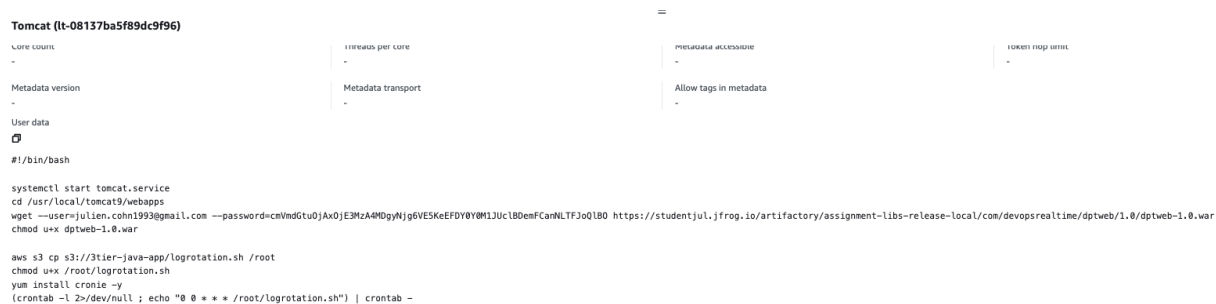 Tomcat (lt-08137ba5f89dc9f96)
Core count
-
Threads per core
-
Metadata accessible
-
Token hop limit
-
Metadata version
-
Metadata transport
-
Allow tags in metadata
-
User data
#!/bin/bash
systemctl start tomcat.service
cd /usr/local/tomcat9/webapps
wget --user=julien.cohn1993@gmail.com --password=cmVmdGtuOjAxOjE3MzA4MDgyNjg6VE5KeEFDY0Y0M1JUclBDemFCanNLTFJoQlBO https://studentjul.jfrog.io/artifactory/assignment-libs-release-local/com/devopsrealtime/dptweb/1.0/dptweb-1.0.war
chmod u+x dptweb-1.0.war
aws s3 cp s3://3tier-java-app/logrotation.sh /root
chmod u+x /root/logrotation.sh
yum install cronie -y
(crontab -l 2>/dev/null ; echo "0 0 * * * /root/logrotation.sh") | crontab -